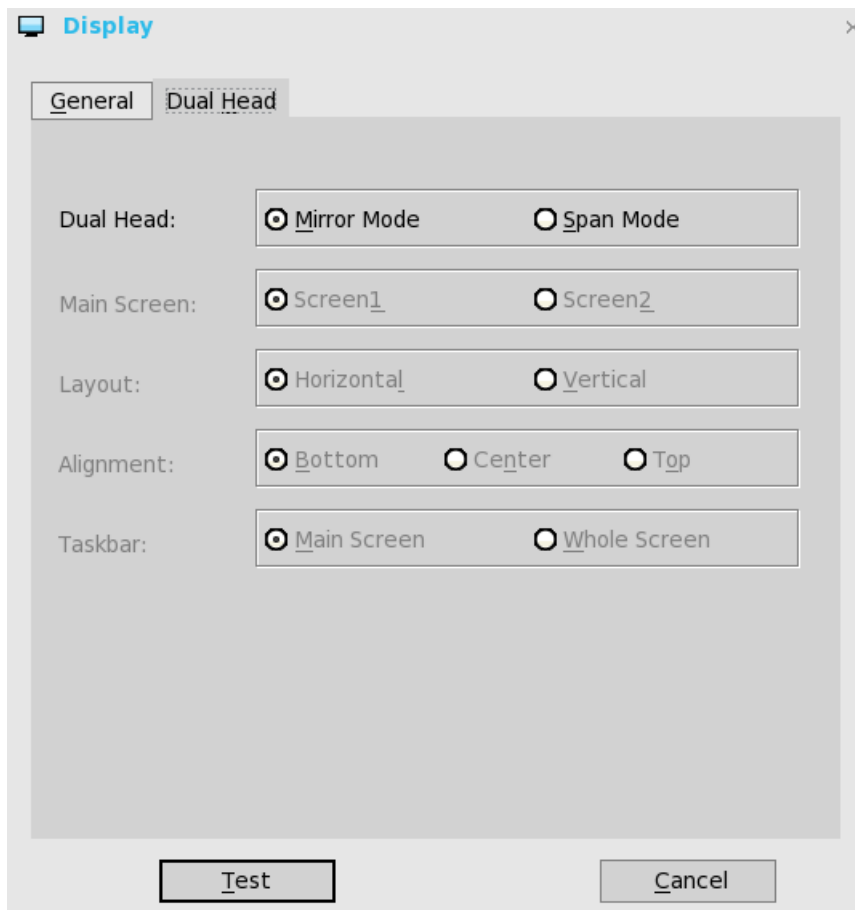 Display
General Dual Head
Dual Head: Mirror Mode Span Mode
Main Screen: Screen1 Screen2
Layout: Horizontal Vertical
Alignment: Bottom Center Top
Taskbar: Main Screen Whole Screen
Test Cancel